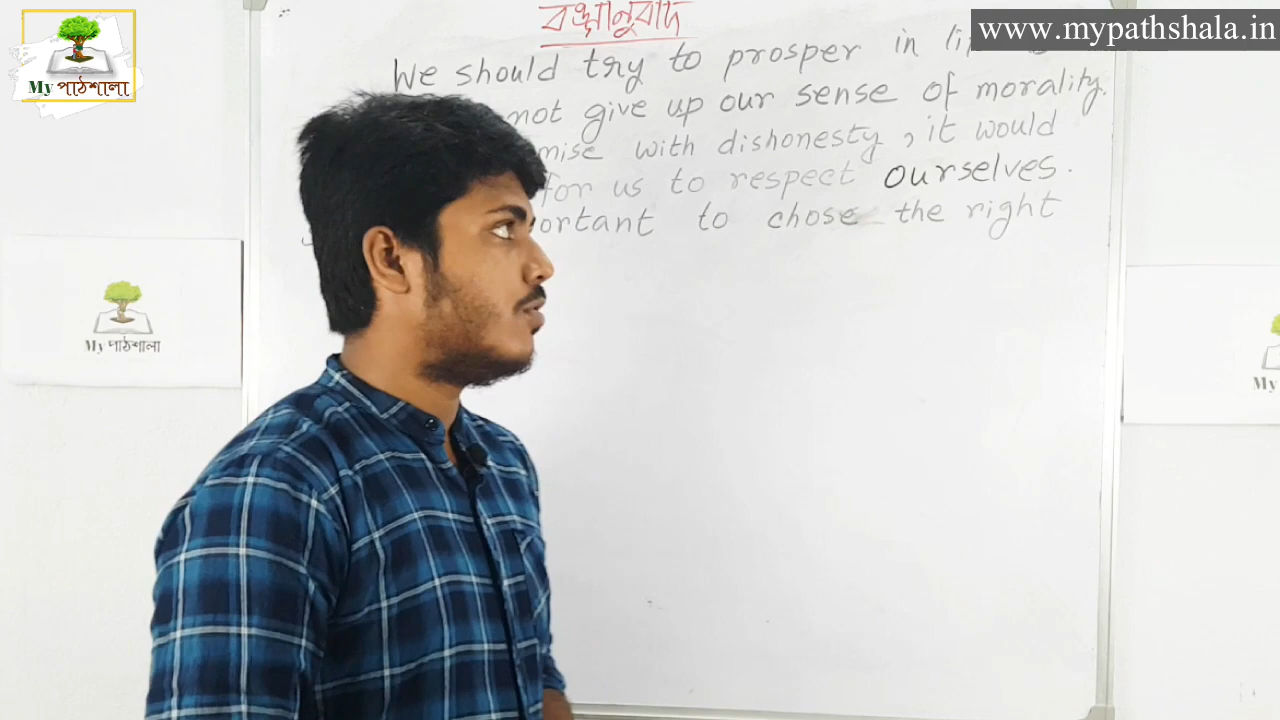 My পাঠশালা
www.mypathshala.in
বঙ্গানুবাদ
We should try to prosper in
not give up our sense of morality.
mise with dishonesty, it would
for us to respect ourselves.
ortant to chose the right
My পাঠশালা
My